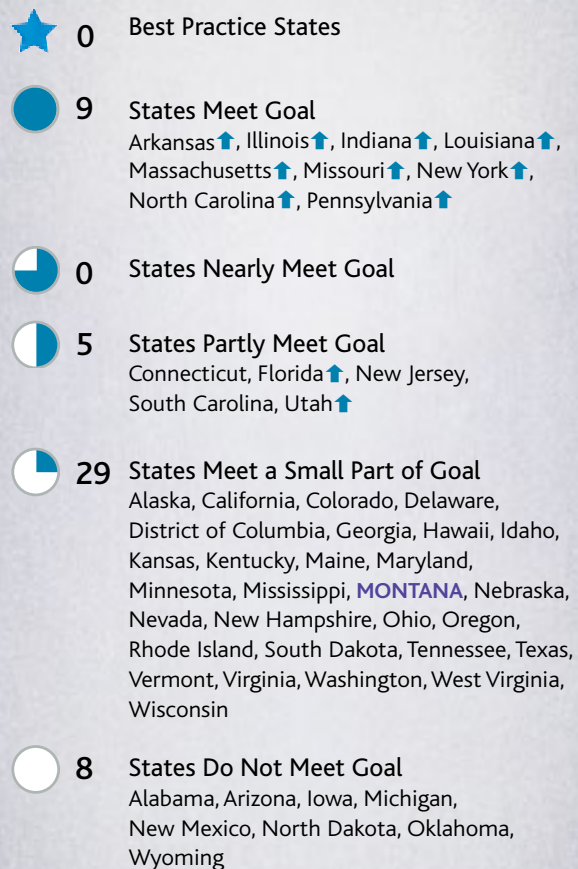 0 Best Practice States
9 States Meet Goal
Arkansas⬆, Illinois⬆, Indiana⬆, Louisiana⬆,
Massachusetts⬆, Missouri⬆, New York⬆,
North Carolina⬆, Pennsylvania⬆
0 States Nearly Meet Goal
5 States Partly Meet Goal
Connecticut, Florida⬆, New Jersey,
South Carolina, Utah⬆
29 States Meet a Small Part of Goal
Alaska, California, Colorado, Delaware,
District of Columbia, Georgia, Hawaii, Idaho,
Kansas, Kentucky, Maine, Maryland,
Minnesota, Mississippi, MONTANA, Nebraska,
Nevada, New Hampshire, Ohio, Oregon,
Rhode Island, South Dakota, Tennessee, Texas,
Vermont, Virginia, Washington, West Virginia,
Wisconsin
8 States Do Not Meet Goal
Alabama, Arizona, Iowa, Michigan,
New Mexico, North Dakota, Oklahoma,
Wyoming